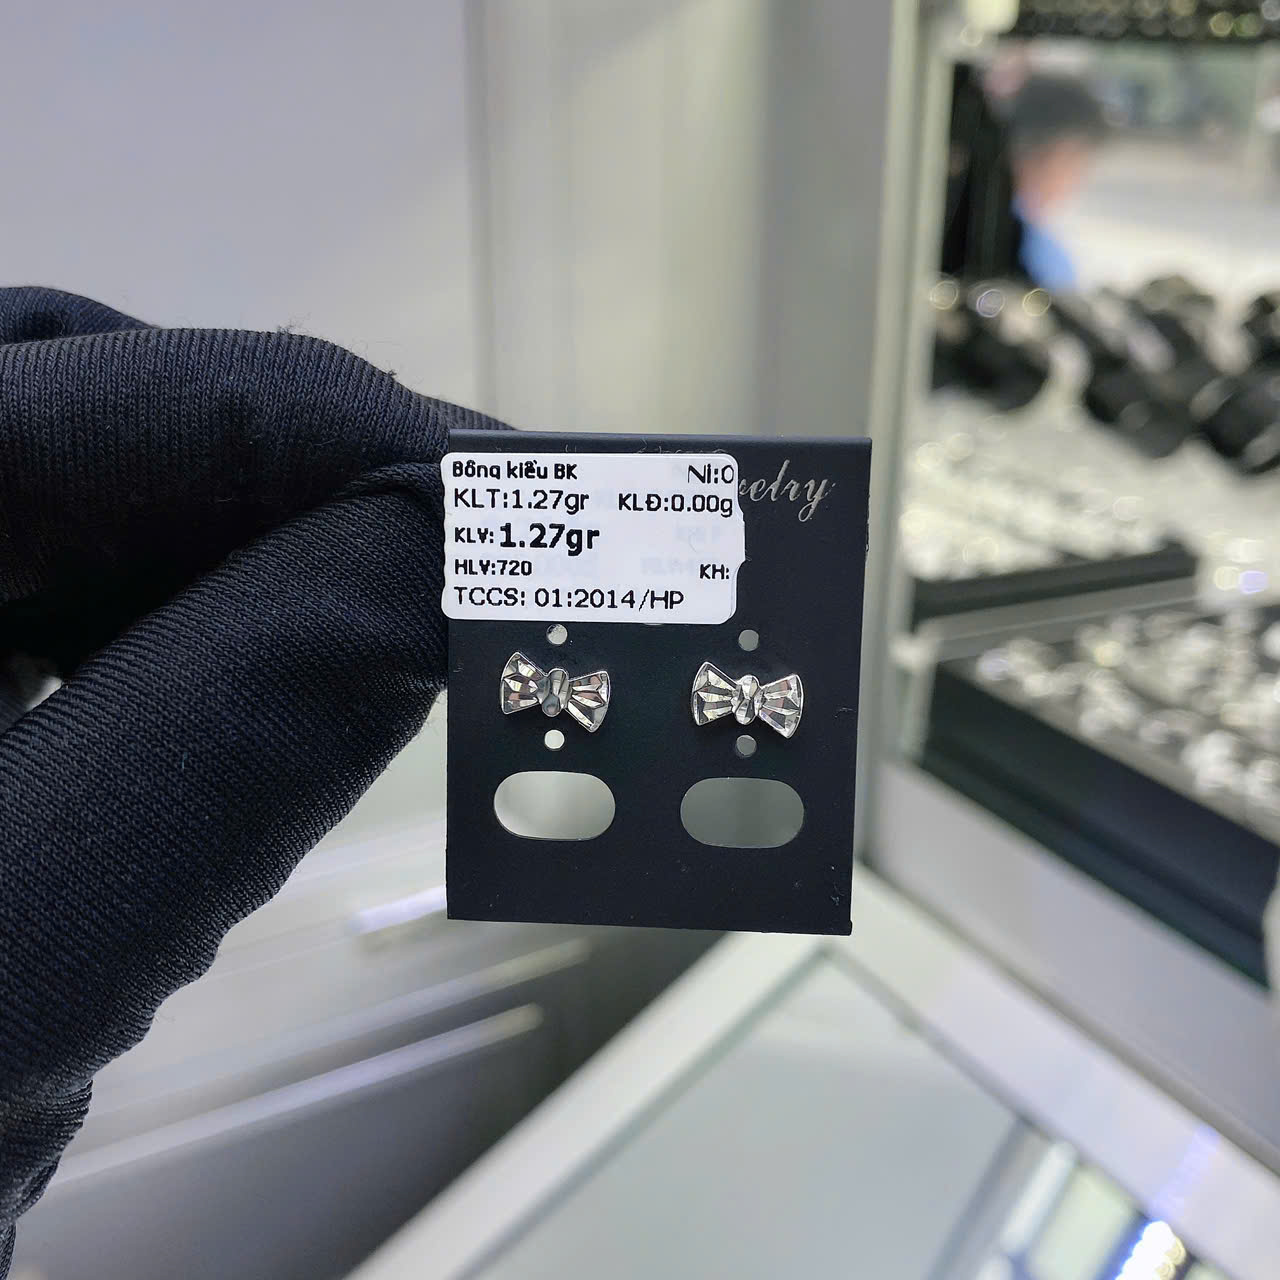 Bông kiểu BK Ni:0
KLT:1.27gr KLĐ:0.00g
KLV:1.27gr
HLV:720 KH:
TCCS: 01:2014/HP